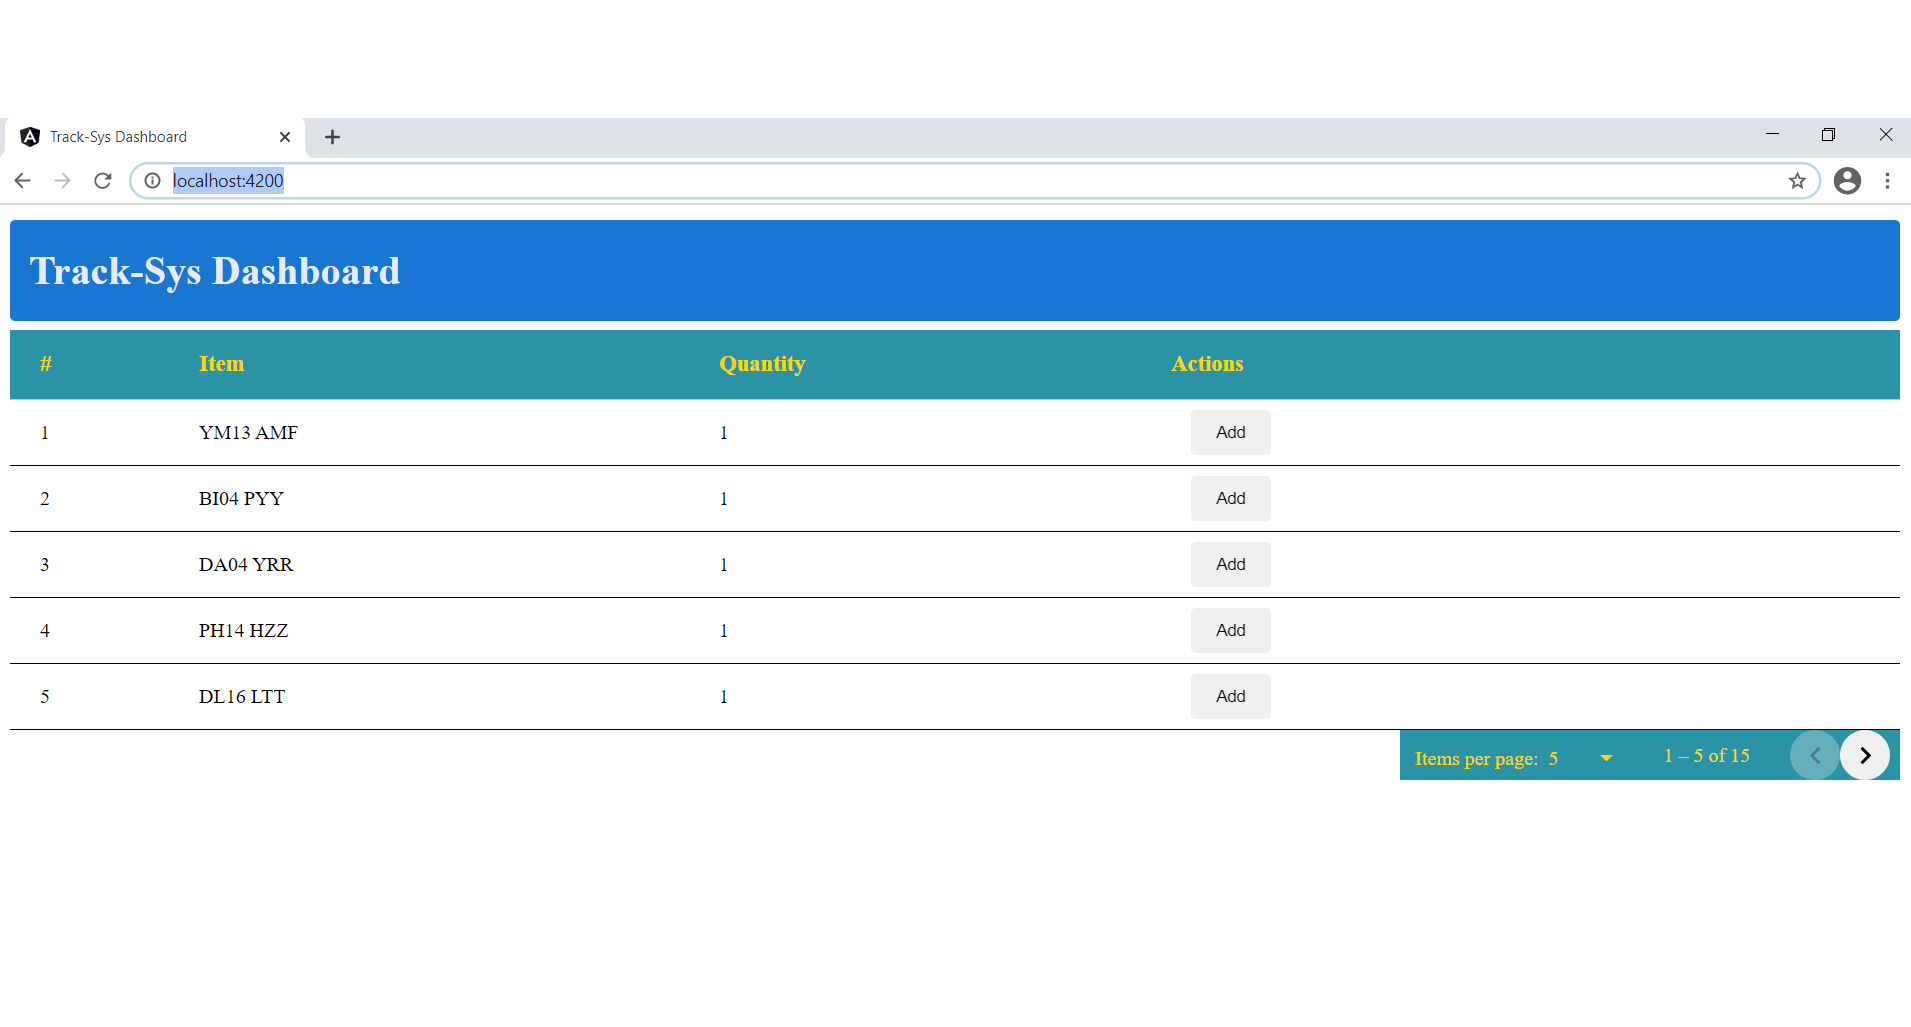 Track-Sys Dashboard
localhost:4200
Track-Sys Dashboard
# Item Quantity Actions
1 YM13 AMF 1 Add
2 BI04 PYY 1 Add
3 DA04 YRR 1 Add
4 PH14 HZZ 1 Add
5 DL16 LTT 1 Add
Items per page: 5 1 – 5 of 15